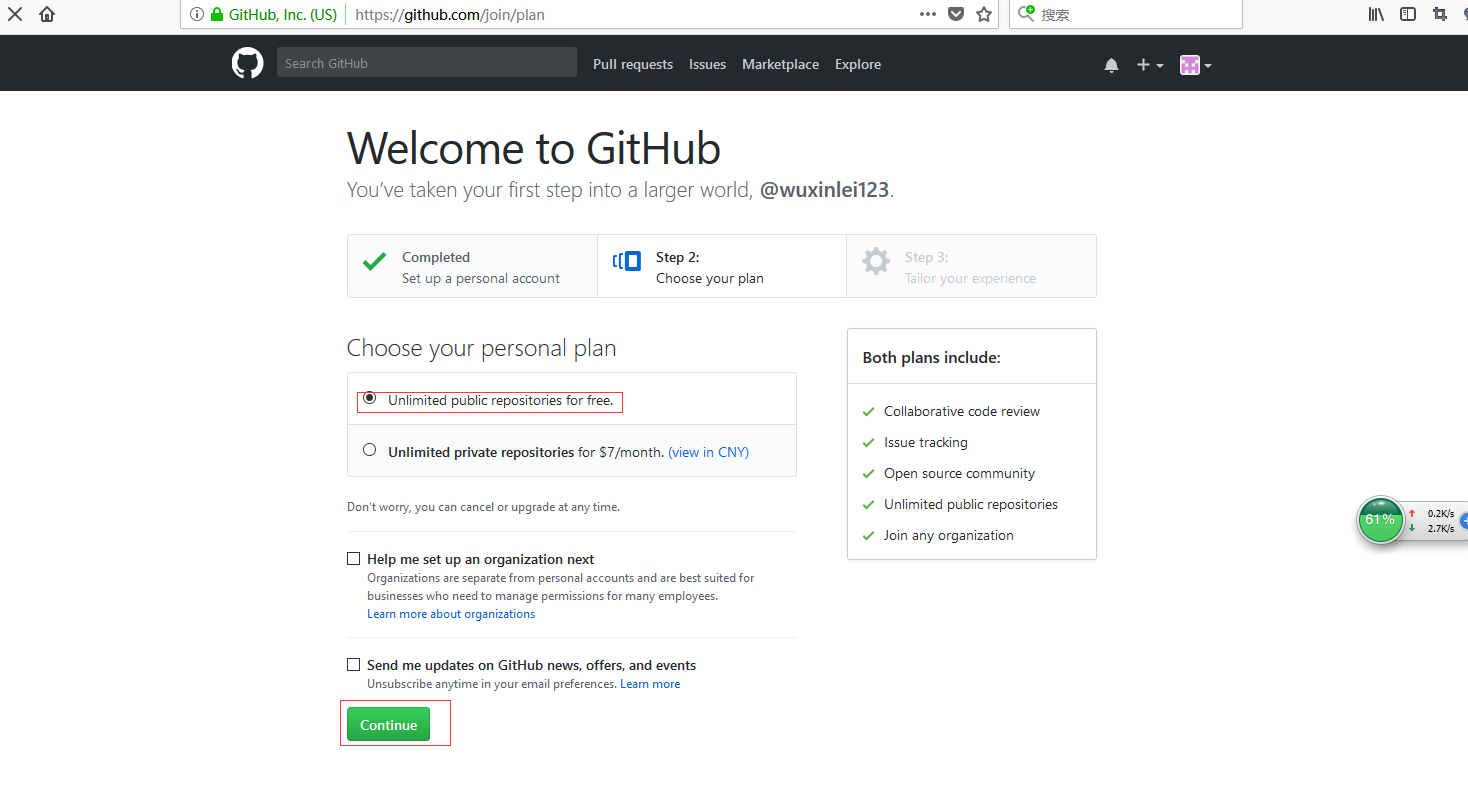 GitHub, Inc. (US)
https://github.com/join/plan
搜索
Search GitHub
Pull requests
Issues
Marketplace
Explore
Welcome to GitHub
You've taken your first step into a larger world, @wuxinlei123.
Completed
Set up a personal account
Step 2:
Choose your plan
Step 3:
Tailor your experience
Choose your personal plan
Unlimited public repositories for free.
Unlimited private repositories for $7/month. (view in CNY)
Don't worry, you can cancel or upgrade at any time.
Help me set up an organization next
Organizations are separate from personal accounts and are best suited for
businesses who need to manage permissions for many employees.
Learn more about organizations
Send me updates on GitHub news, offers, and events
Unsubscribe anytime in your email preferences. Learn more
Continue
Both plans include:
Collaborative code review
Issue tracking
Open source community
Unlimited public repositories
Join any organization
61%
0.2K/s
2.7K/s